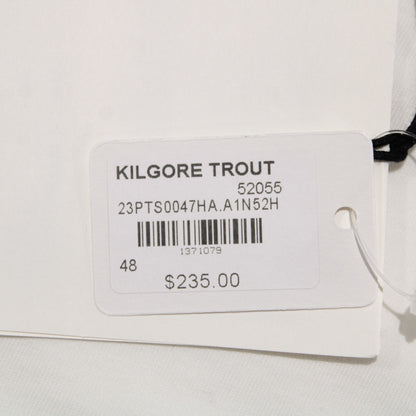 KILGORE TROUT
52055
23PTS0047HA.A1N52H
1371079
48
$235.00